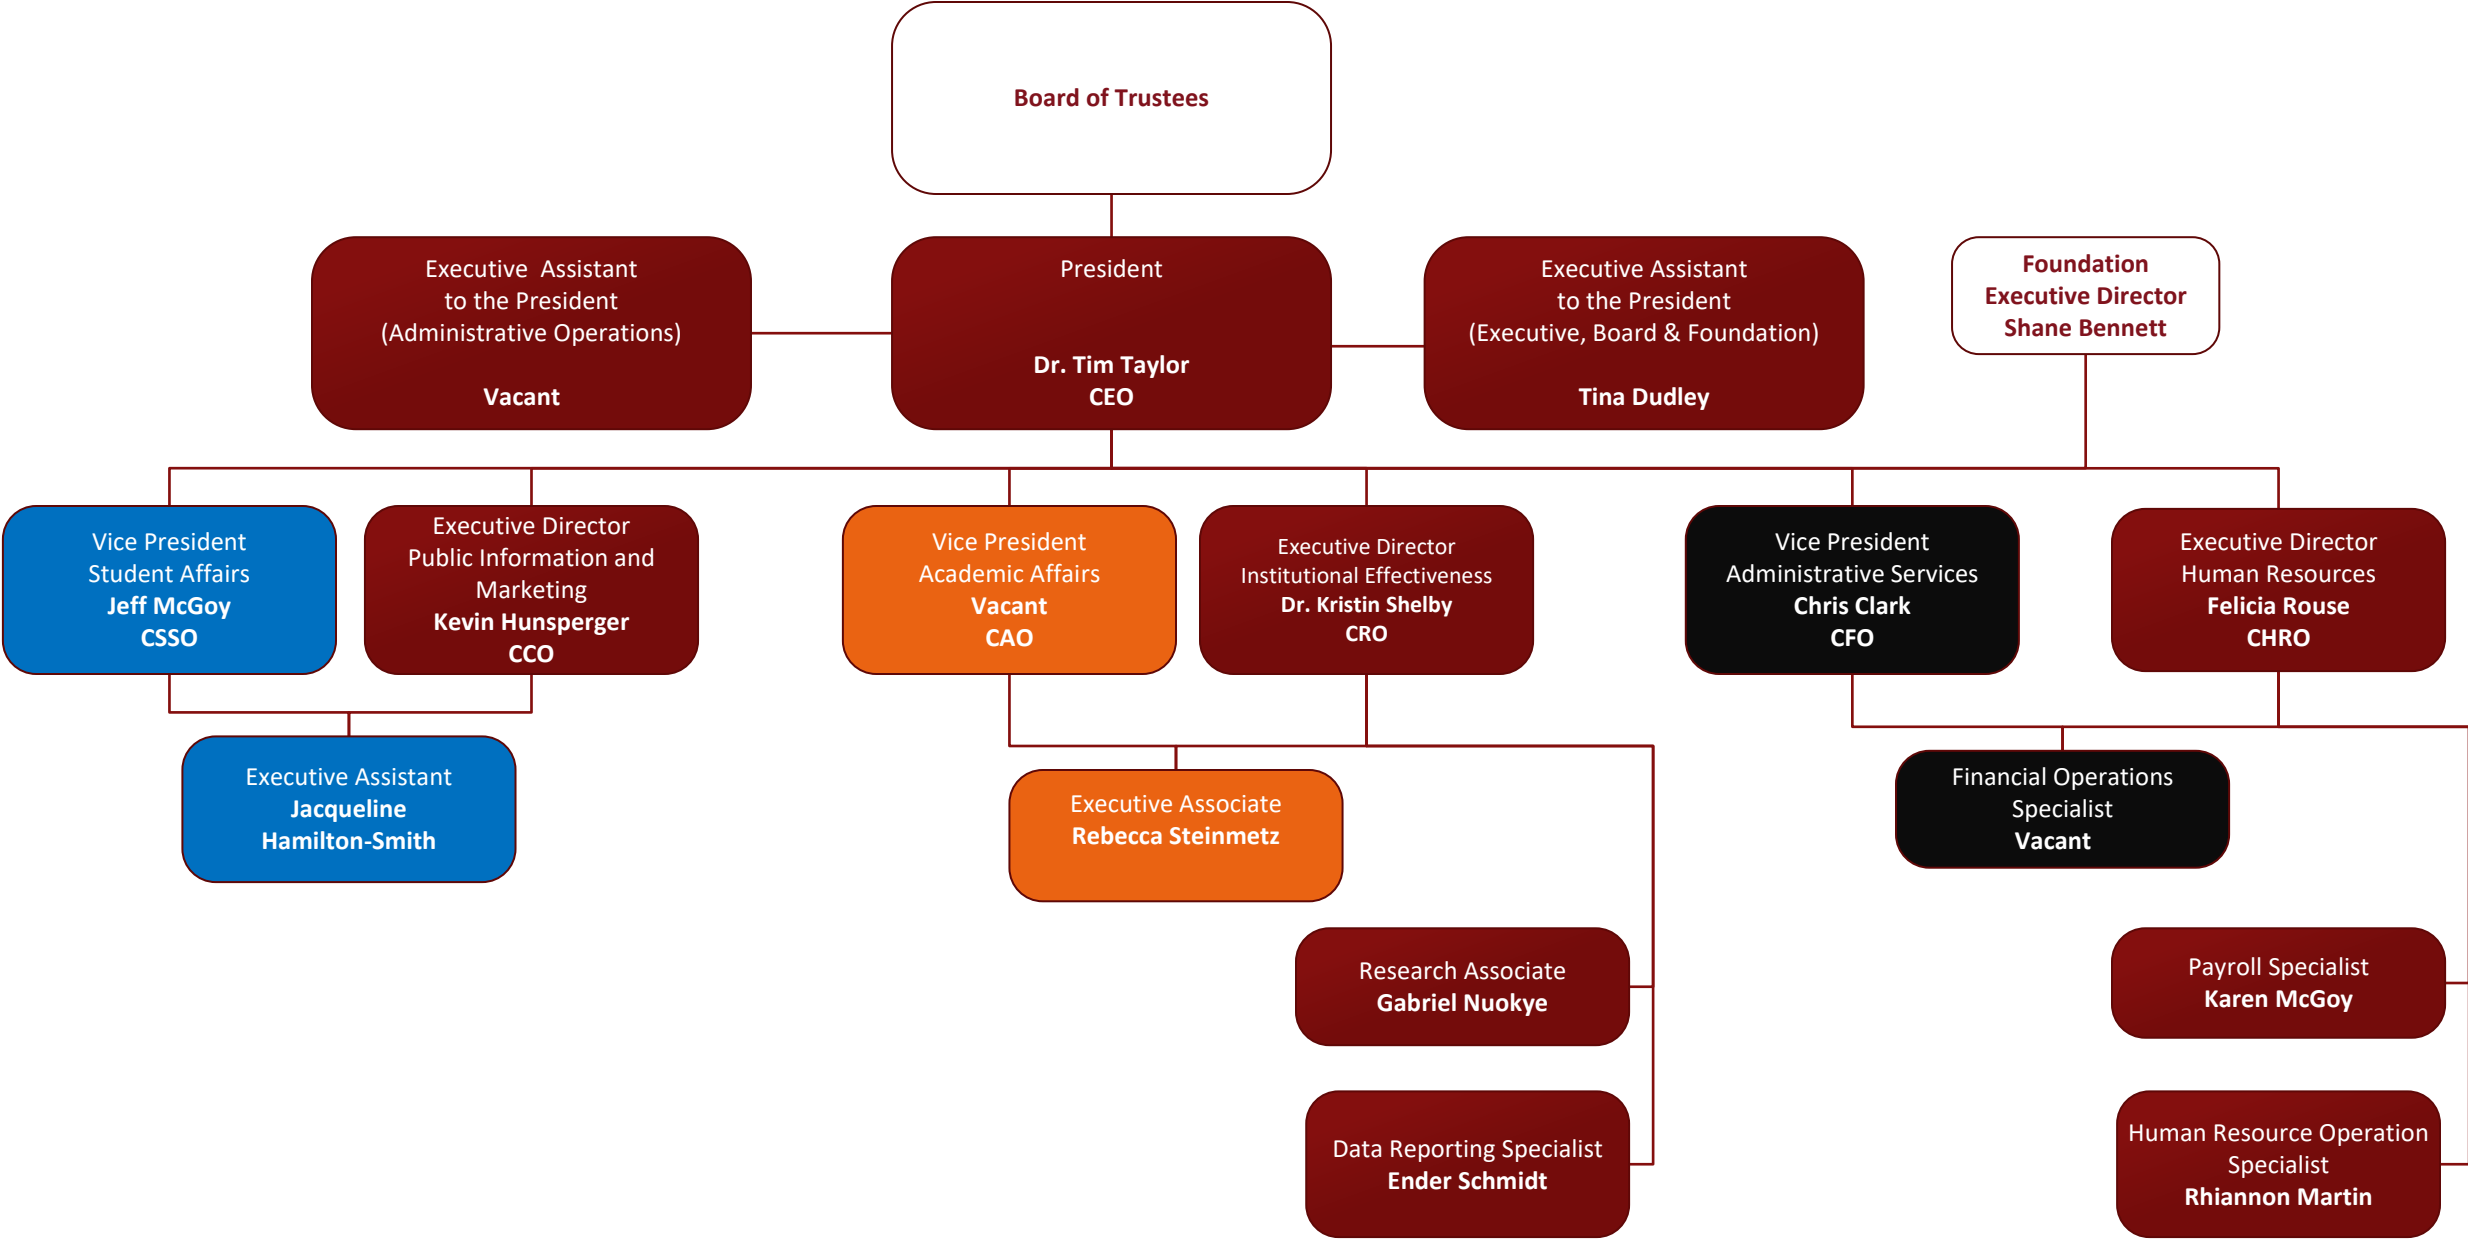 Board of Trustees
Executive Assistant
to the President
(Administrative Operations)
Vacant
President
Dr. Tim Taylor
CEO
Executive Assistant
to the President
(Executive, Board & Foundation)
Tina Dudley
Foundation
Executive Director
Shane Bennett
Vice President
Student Affairs
Jeff McGoy
CSSO
Executive Director
Public Information and
Marketing
Kevin Hunsperger
CCO
Vice President
Academic Affairs
Vacant
CAO
Executive Director
Institutional Effectiveness
Dr. Kristin Shelby
CRO
Vice President
Administrative Services
Chris Clark
CFO
Executive Director
Human Resources
Felicia Rouse
CHRO
Executive Assistant
Jacqueline
Hamilton-Smith
Executive Associate
Rebecca Steinmetz
Financial Operations
Specialist
Vacant
Research Associate
Gabriel Nuokye
Payroll Specialist
Karen McGoy
Data Reporting Specialist
Ender Schmidt
Human Resource Operation
Specialist
Rhiannon Martin